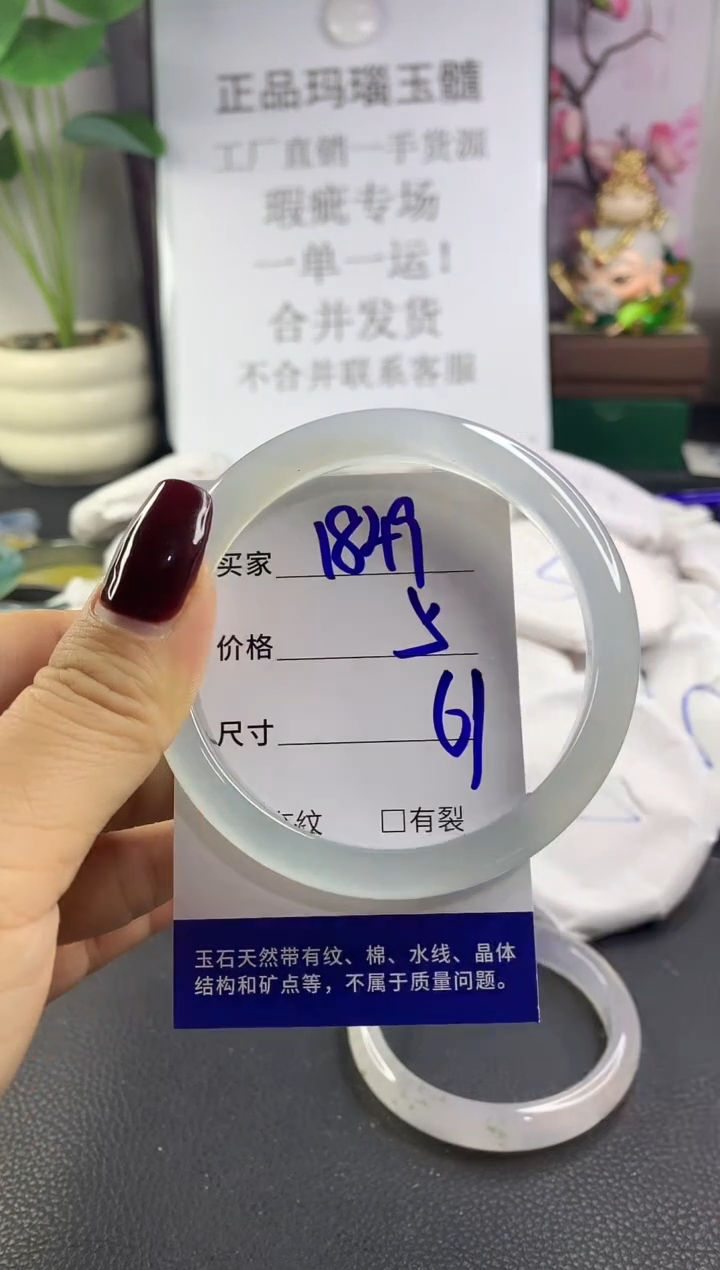 正品玛瑙玉髓
工厂直销一手货源
瑕疵专场
一单一运！
合并发货
不合并联系客服
买家 1849
价格
尺寸 61
纹 □有裂
玉石天然带有纹、棉、水线、晶体
结构和矿点等，不属于质量问题。